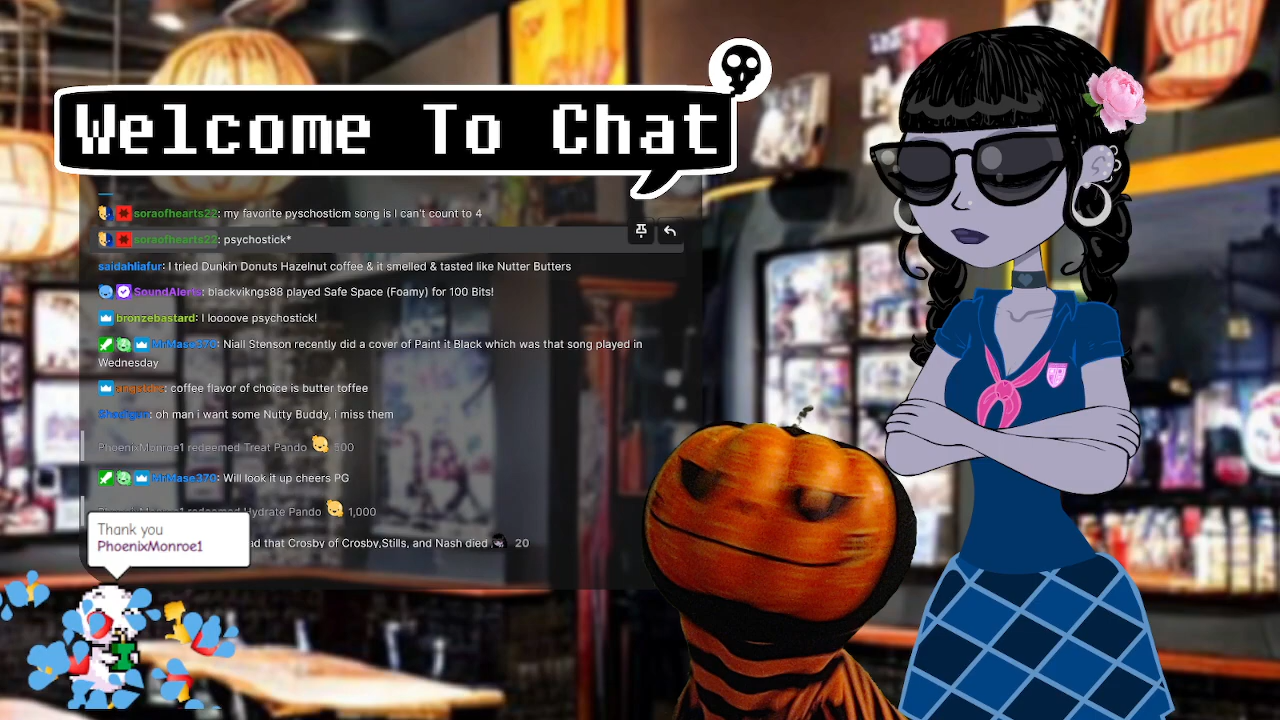 Welcome To Chat
soraofhearts22: my favorite pyschosticm song is I can't count to 4
soraofhearts22: psychostick*
saidahliafur: I tried Dunkin Donuts Hazelnut coffee & it smelled & tasted like Nutter Butters
SoundAlerts: blackvikngs88 played Safe Space (Foamy) for 100 Bits!
bronzebastard: I loooove psychostick!
MrMase370: Niall Stenson recently did a cover of Paint it Black which was that song played in
Wednesday
: coffee flavor of choice is butter toffee
: oh man i want some Nutty Buddy, i miss them
PhoenixMonroe1 redeemed Treat Pando 500
MrMase370: Will look it up cheers PG
PhoenixMonroe1 redeemed Hydrate Pando 1,000
ad that Crosby of Crosby,Stills, and Nash died 20
Thank you
PhoenixMonroe1